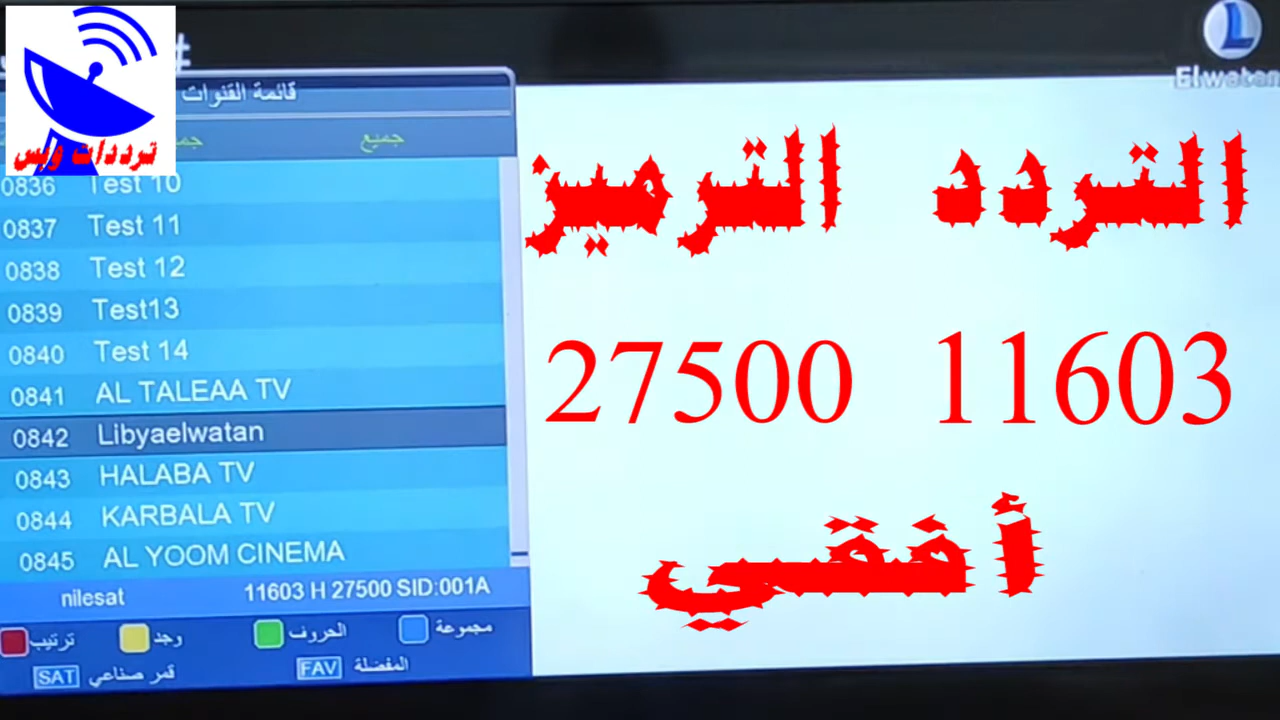 ترددات ويس
قائمة القنوات
جميع
0836 Test 10
0837 Test 11
0838 Test 12
0839 Test13
0840 Test 14
0841 AL TALEAA TV
0842 Libyaelwatan
0843 HALABA TV
0844 KARBALA TV
0845 AL YOOM CINEMA
nilesat 11603 H 27500 SID:001A
مجموعة الحروف وجد ترتيب
المفضلة FAV قمر صناعي SAT
Elwatan
التردد الترميز
11603 27500
أفقي